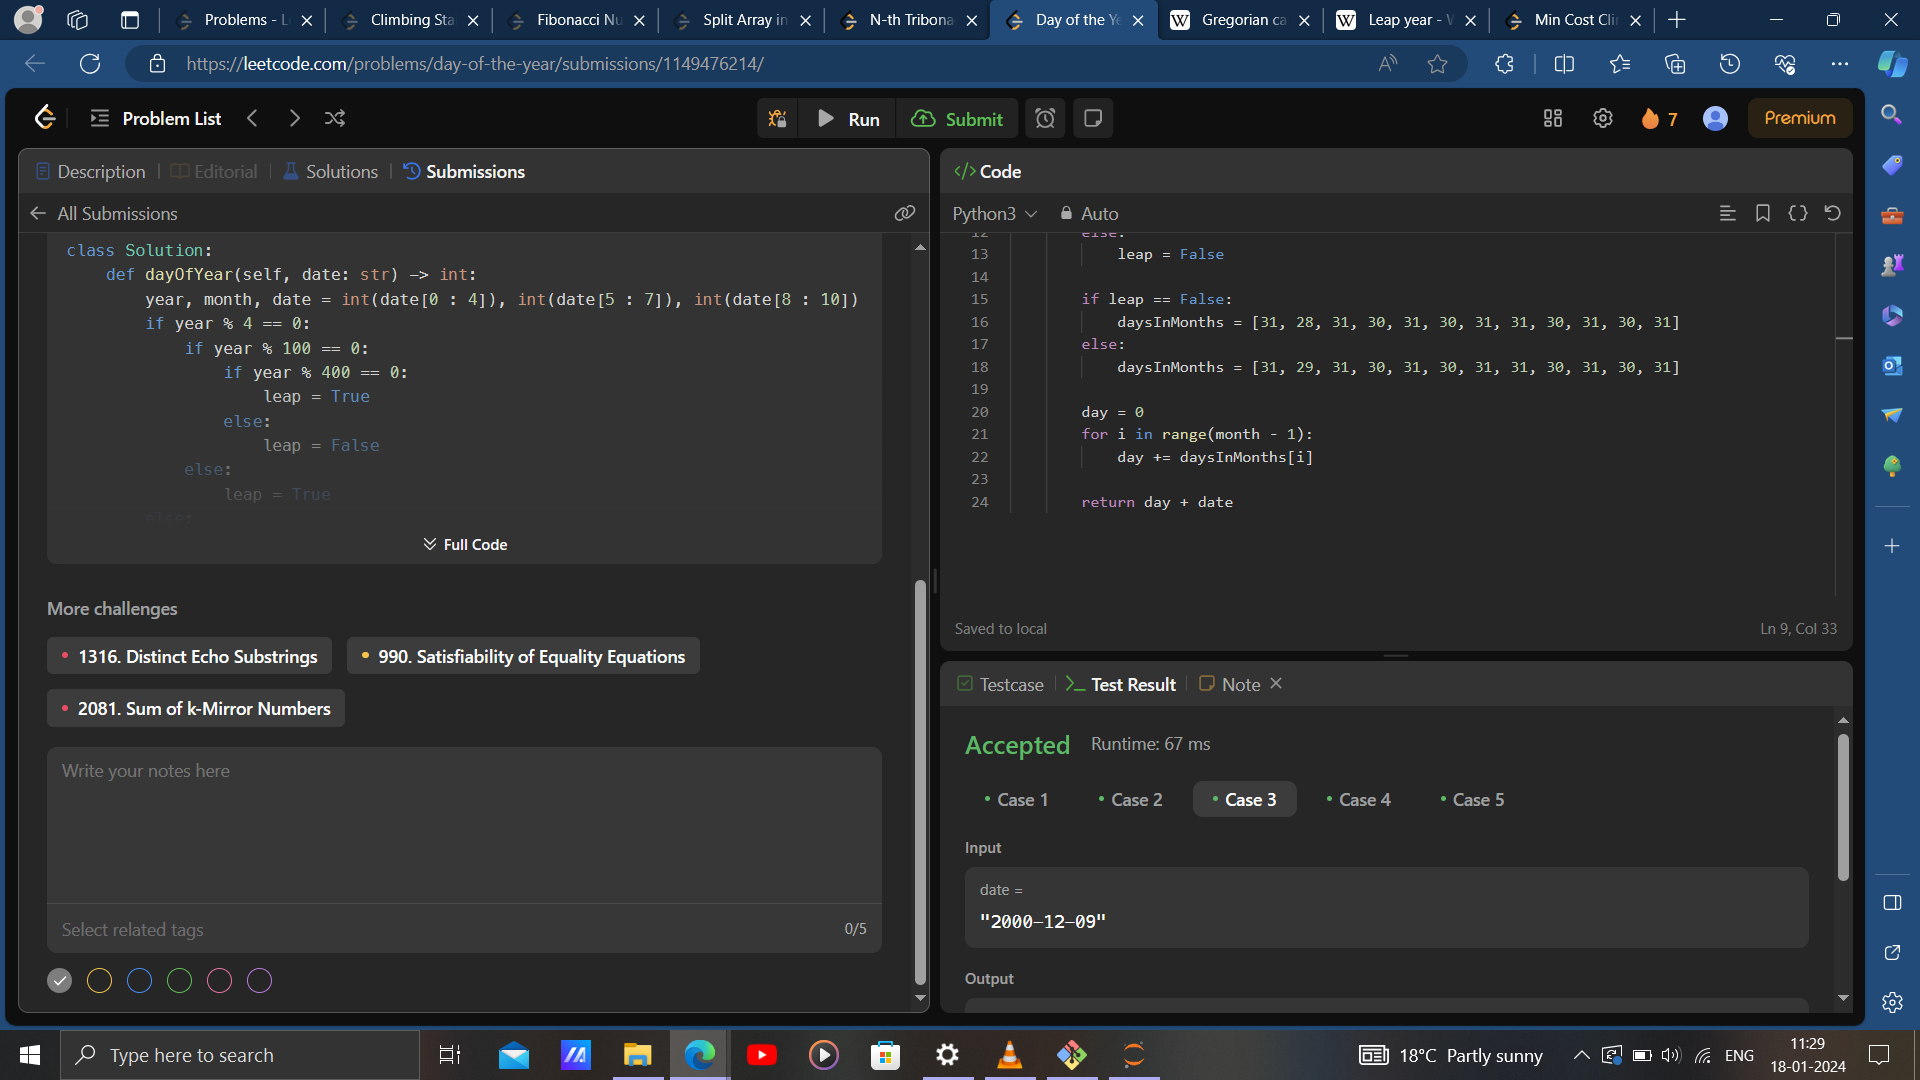 Problems - L
Climbing Sta
Fibonacci Nu
Split Array in
N-th Tribona
Day of the Ye
Gregorian ca
Leap year - W
Min Cost Cli
https://leetcode.com/problems/day-of-the-year/submissions/1149476214/
Problem List
Run
Submit
7
Premium
Description
Editorial
Solutions
Submissions
All Submissions
class Solution:
def dayOfYear(self, date: str) -> int:
year, month, date = int(date[0 : 4]), int(date[5 : 7]), int(date[8 : 10])
if year % 4 == 0:
if year % 100 == 0:
if year % 400 == 0:
leap = True
else:
leap = False
else:
leap = True
else:
Full Code
More challenges
1316. Distinct Echo Substrings
990. Satisfiability of Equality Equations
2081. Sum of k-Mirror Numbers
Write your notes here
Select related tags
0/5
Code
Python3
Auto
12 else:
13 leap = False
14
15 if leap == False:
16 daysInMonths = [31, 28, 31, 30, 31, 30, 31, 31, 30, 31, 30, 31]
17 else:
18 daysInMonths = [31, 29, 31, 30, 31, 30, 31, 31, 30, 31, 30, 31]
19
20 day = 0
21 for i in range(month - 1):
22 day += daysInMonths[i]
23
24 return day + date
Saved to local
Ln 9, Col 33
Testcase
Test Result
Note
Accepted
Runtime: 67 ms
Case 1
Case 2
Case 3
Case 4
Case 5
Input
date =
"2000-12-09"
Output
Type here to search
18°C Partly sunny
ENG
11:29
18-01-2024